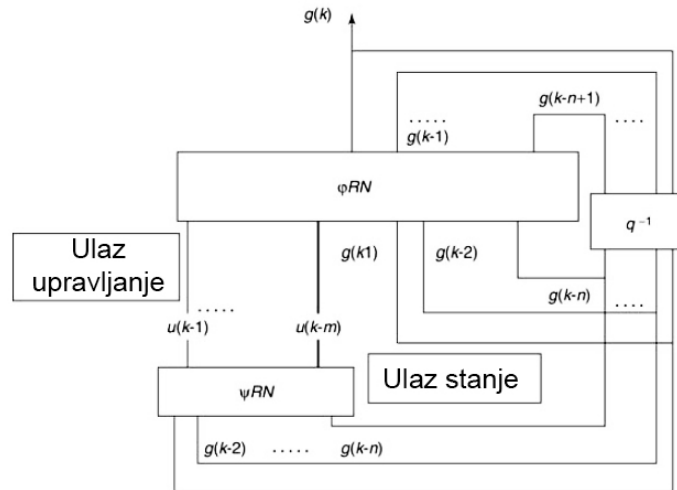 g(k)
g(k-n+1)
.....
....
g(k-1)
φRN
q⁻¹
Ulaz
upravljanje
g(k1)
g(k-2)
g(k-n)
....
.....
u(k-1)
u(k-m)
Ulaz stanje
ψRN
g(k-2)
.....
g(k-n)